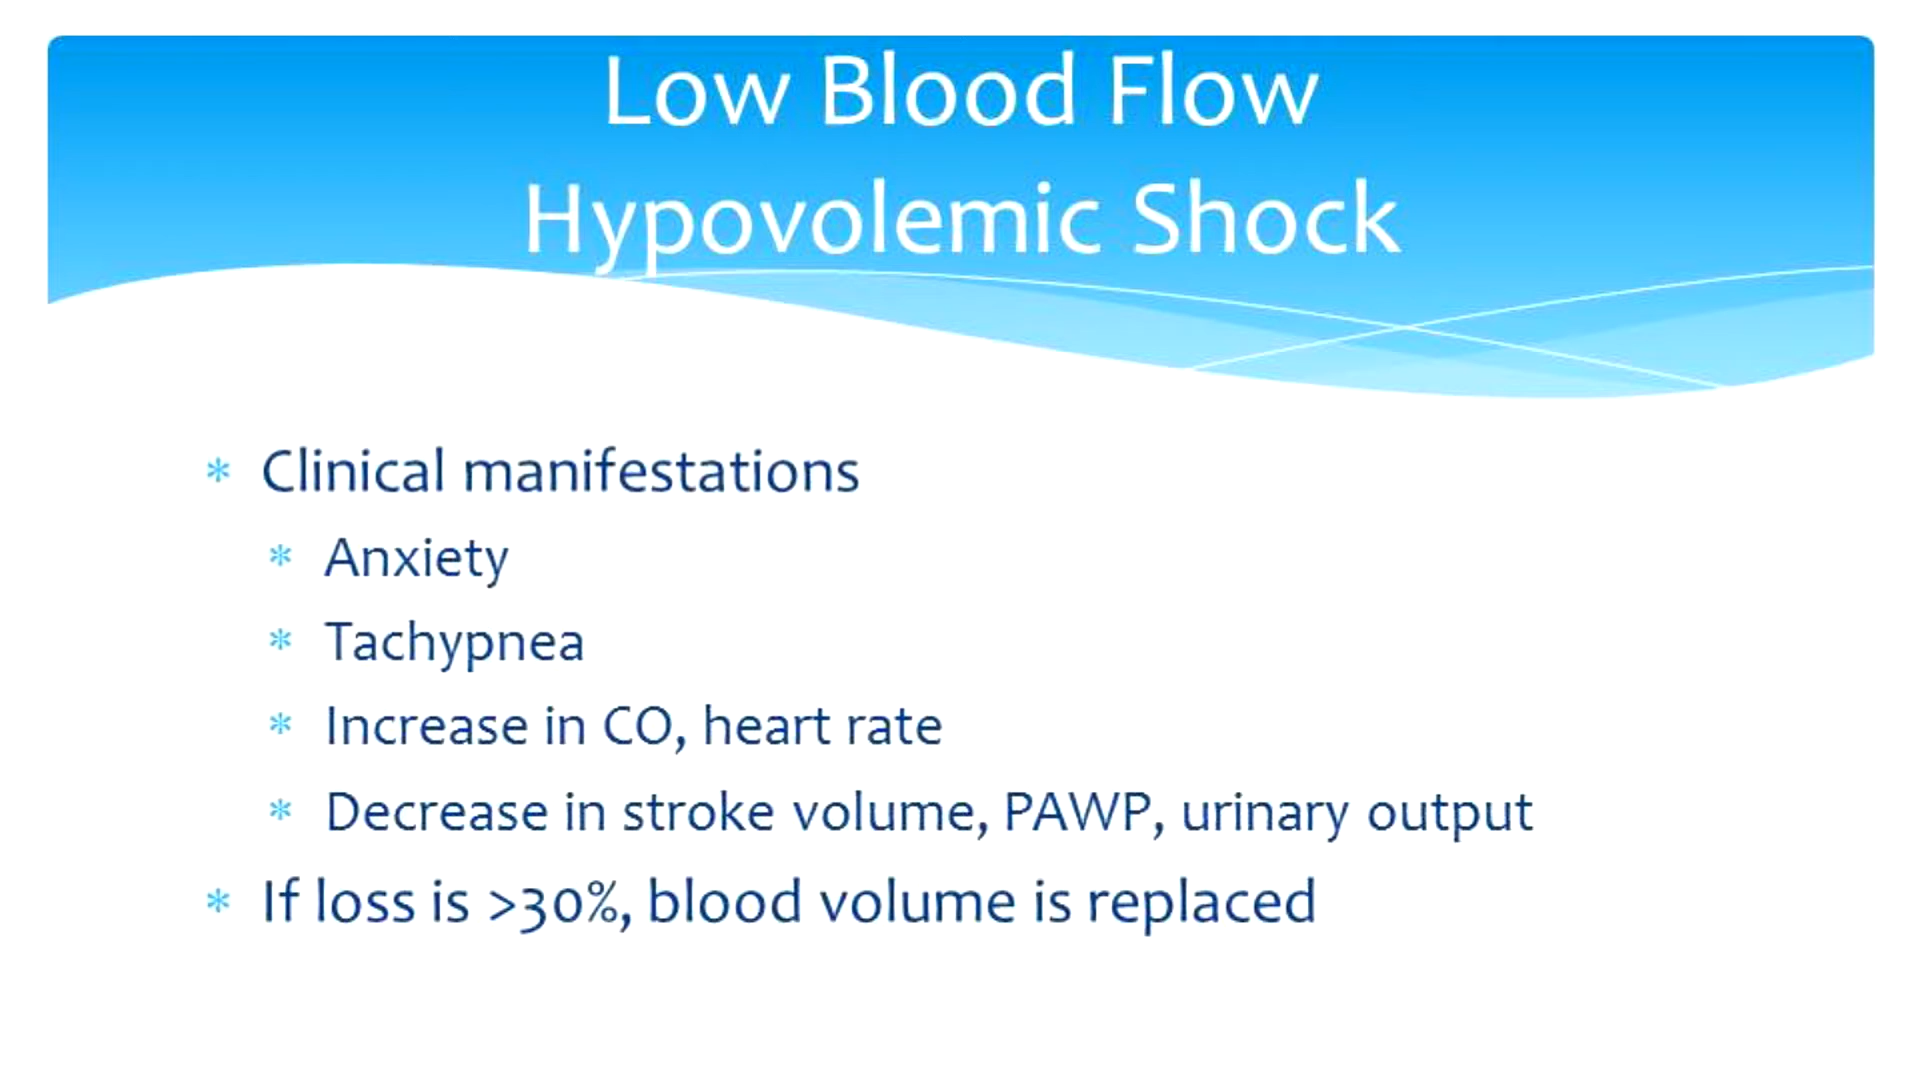 Low Blood Flow
Hypovolemic Shock
* Clinical manifestations
* Anxiety
* Tachypnea
* Increase in CO, heart rate
* Decrease in stroke volume, PAWP, urinary output
* If loss is >30%, blood volume is replaced